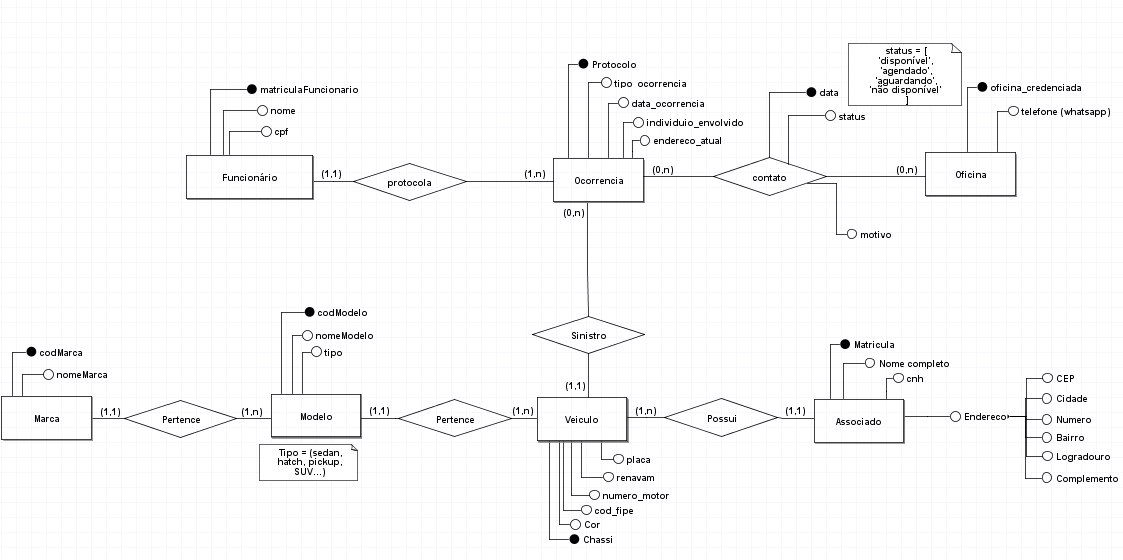 status = [
'disponível',
'agendado',
'aguardando',
'não disponível'
]
Protocolo
tipo ocorrencia
data_ocorrencia
individuio_envolvido
endereco_atual
matriculaFuncionario
nome
cpf
data
status
oficina_credenciada
telefone (whatsapp)
Funcionário
(1,1)
protocola
(1,n)
Ocorrencia
(0,n)
contato
(0,n)
Oficina
(0,n)
motivo
Sinistro
(1,1)
codModelo
nomeModelo
tipo
codMarca
nomeMarca
Matricula
Nome completo
cnh
Marca
(1,1)
Pertence
(1,n)
Modelo
(1,1)
Pertence
(1,n)
Veiculo
(1,n)
Possui
(1,1)
Associado
Endereco
CEP
Cidade
Numero
Bairro
Logradouro
Complemento
Tipo = (sedan,
hatch, pickup,
SUV...)
placa
renavam
numero_motor
cod_fipe
Cor
Chassi